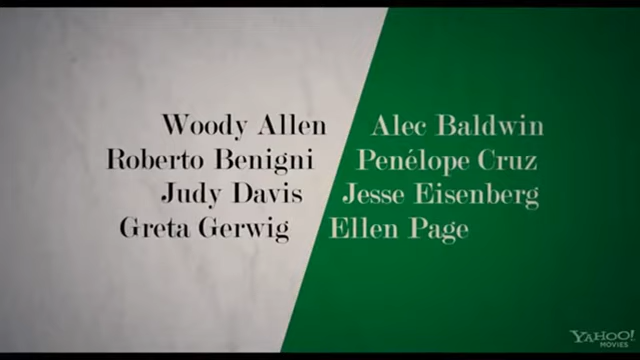 Woody Allen Alec Baldwin
Roberto Benigni Penélope Cruz
Judy Davis Jesse Eisenberg
Greta Gerwig Ellen Page
YAHOO!
MOVIES